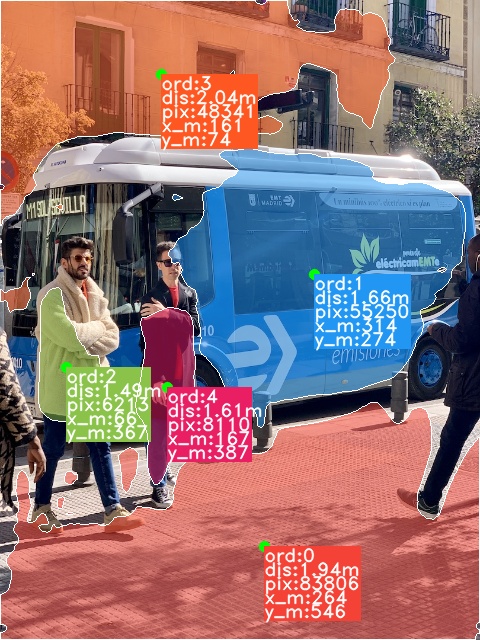 ord:3
dis:2.04m
pix:48341
x_m:161
y_m:74
M1 SOL SEVILLA
EMT
MADRID
eléctricamEMTe
ord:1
dis:1.66m
pix:55250
x_m:314
y_m:274
emisiones
10
ord:2
dis:1.49m
pix:6213
x_m:66
y_m:367
ord:4
dis:1.61m
pix:8110
x_m:167
y_m:387
ord:0
dis:1.94m
pix:83806
x_m:264
y_m:546